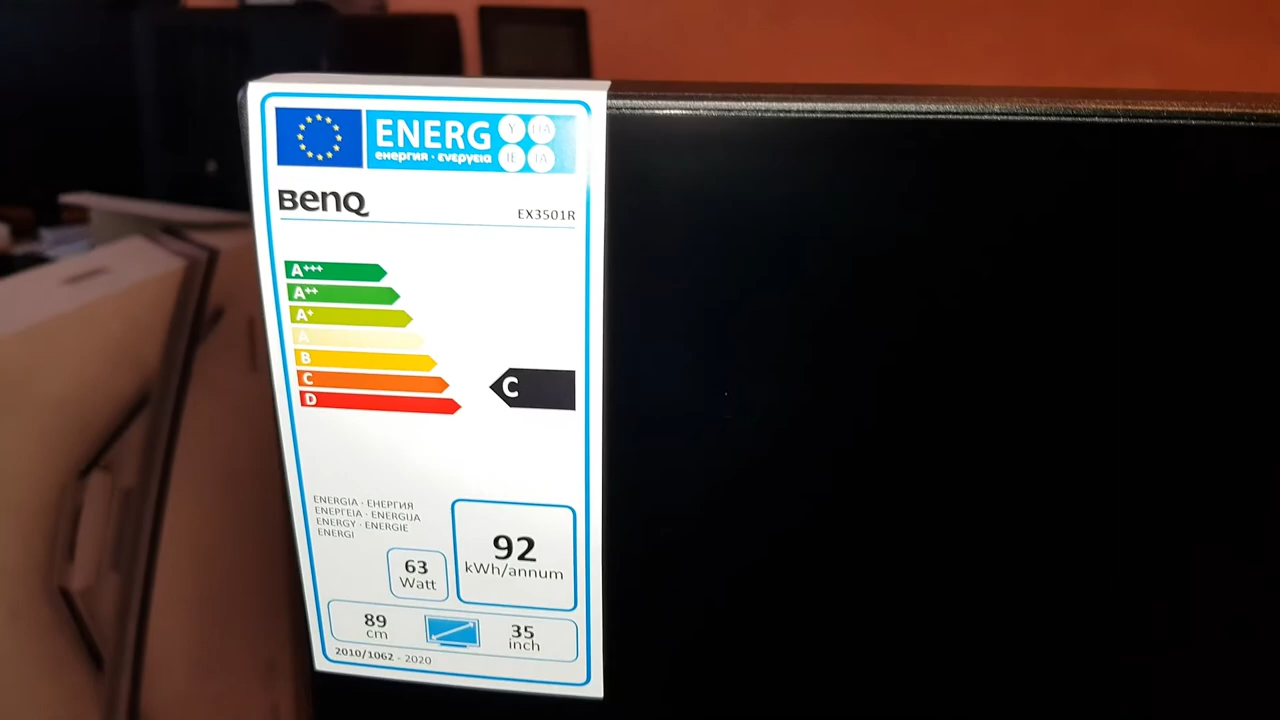 ENERG
Y
IJA
енергия · ενεργεια
IE
IA
BenQ
EX3501R
A+++
A++
A+
A
B
C
D
C
ENERGIA · ЕНЕРГИЯ
ΕΝΕΡΓΕΙΑ · ENERGIJA
ENERGY · ENERGIE
ENERGI
92
kWh/annum
63
Watt
89
cm
35
inch
2010/1062 - 2020